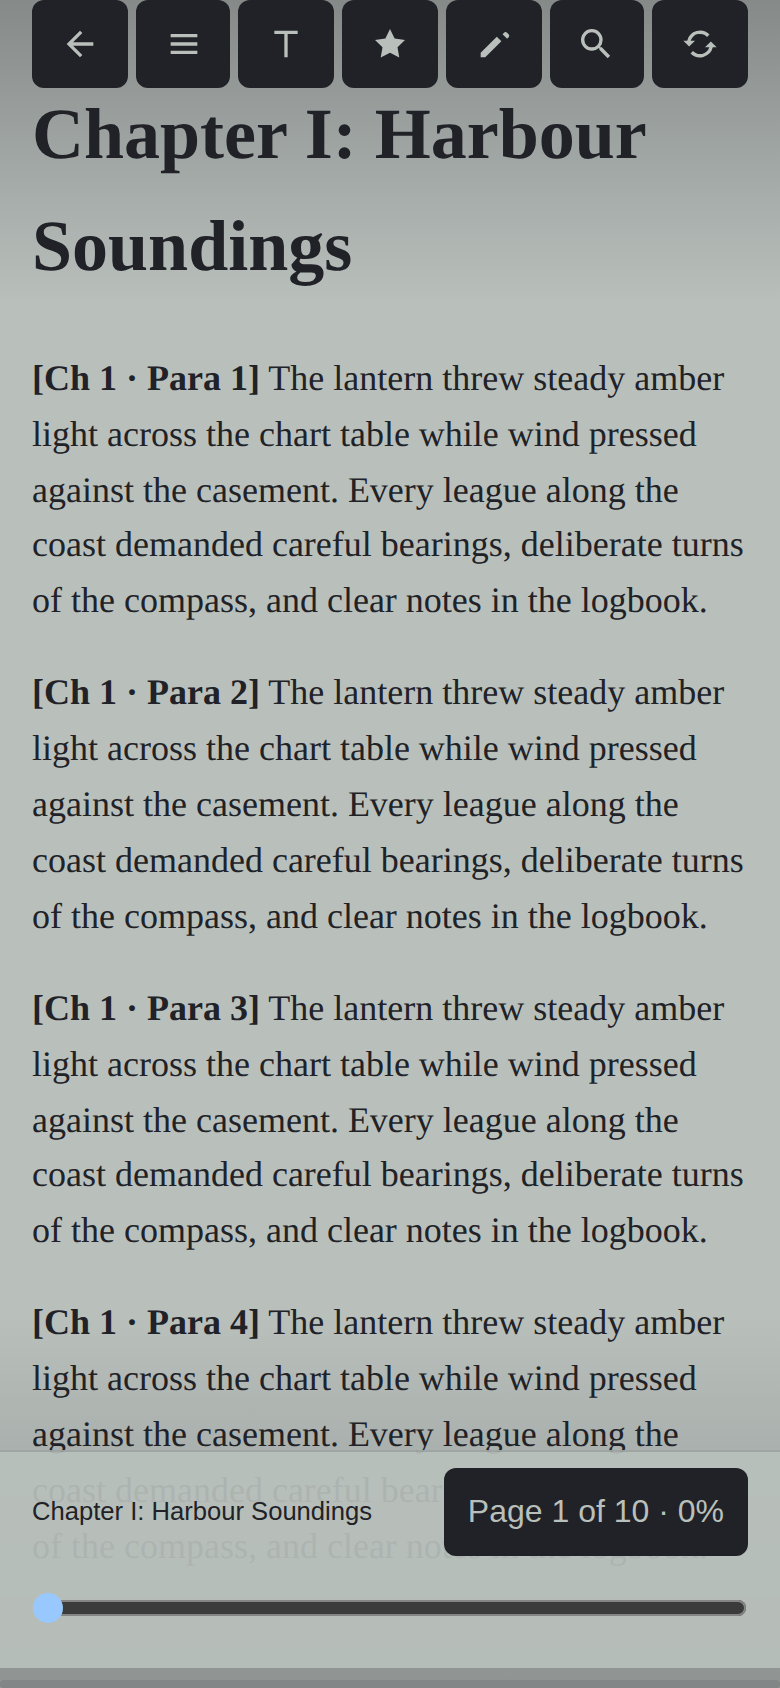 Chapter I: Harbour
Soundings
[Ch 1 · Para 1] The lantern threw steady amber
light across the chart table while wind pressed
against the casement. Every league along the
coast demanded careful bearings, deliberate turns
of the compass, and clear notes in the logbook.
[Ch 1 · Para 2] The lantern threw steady amber
light across the chart table while wind pressed
against the casement. Every league along the
coast demanded careful bearings, deliberate turns
of the compass, and clear notes in the logbook.
[Ch 1 · Para 3] The lantern threw steady amber
light across the chart table while wind pressed
against the casement. Every league along the
coast demanded careful bearings, deliberate turns
of the compass, and clear notes in the logbook.
[Ch 1 · Para 4] The lantern threw steady amber
light across the chart table while wind pressed
against the casement. Every league along the
coast demanded careful
Chapter I: Harbour Soundings
Page 1 of 10 · 0%
of the compass, and clear